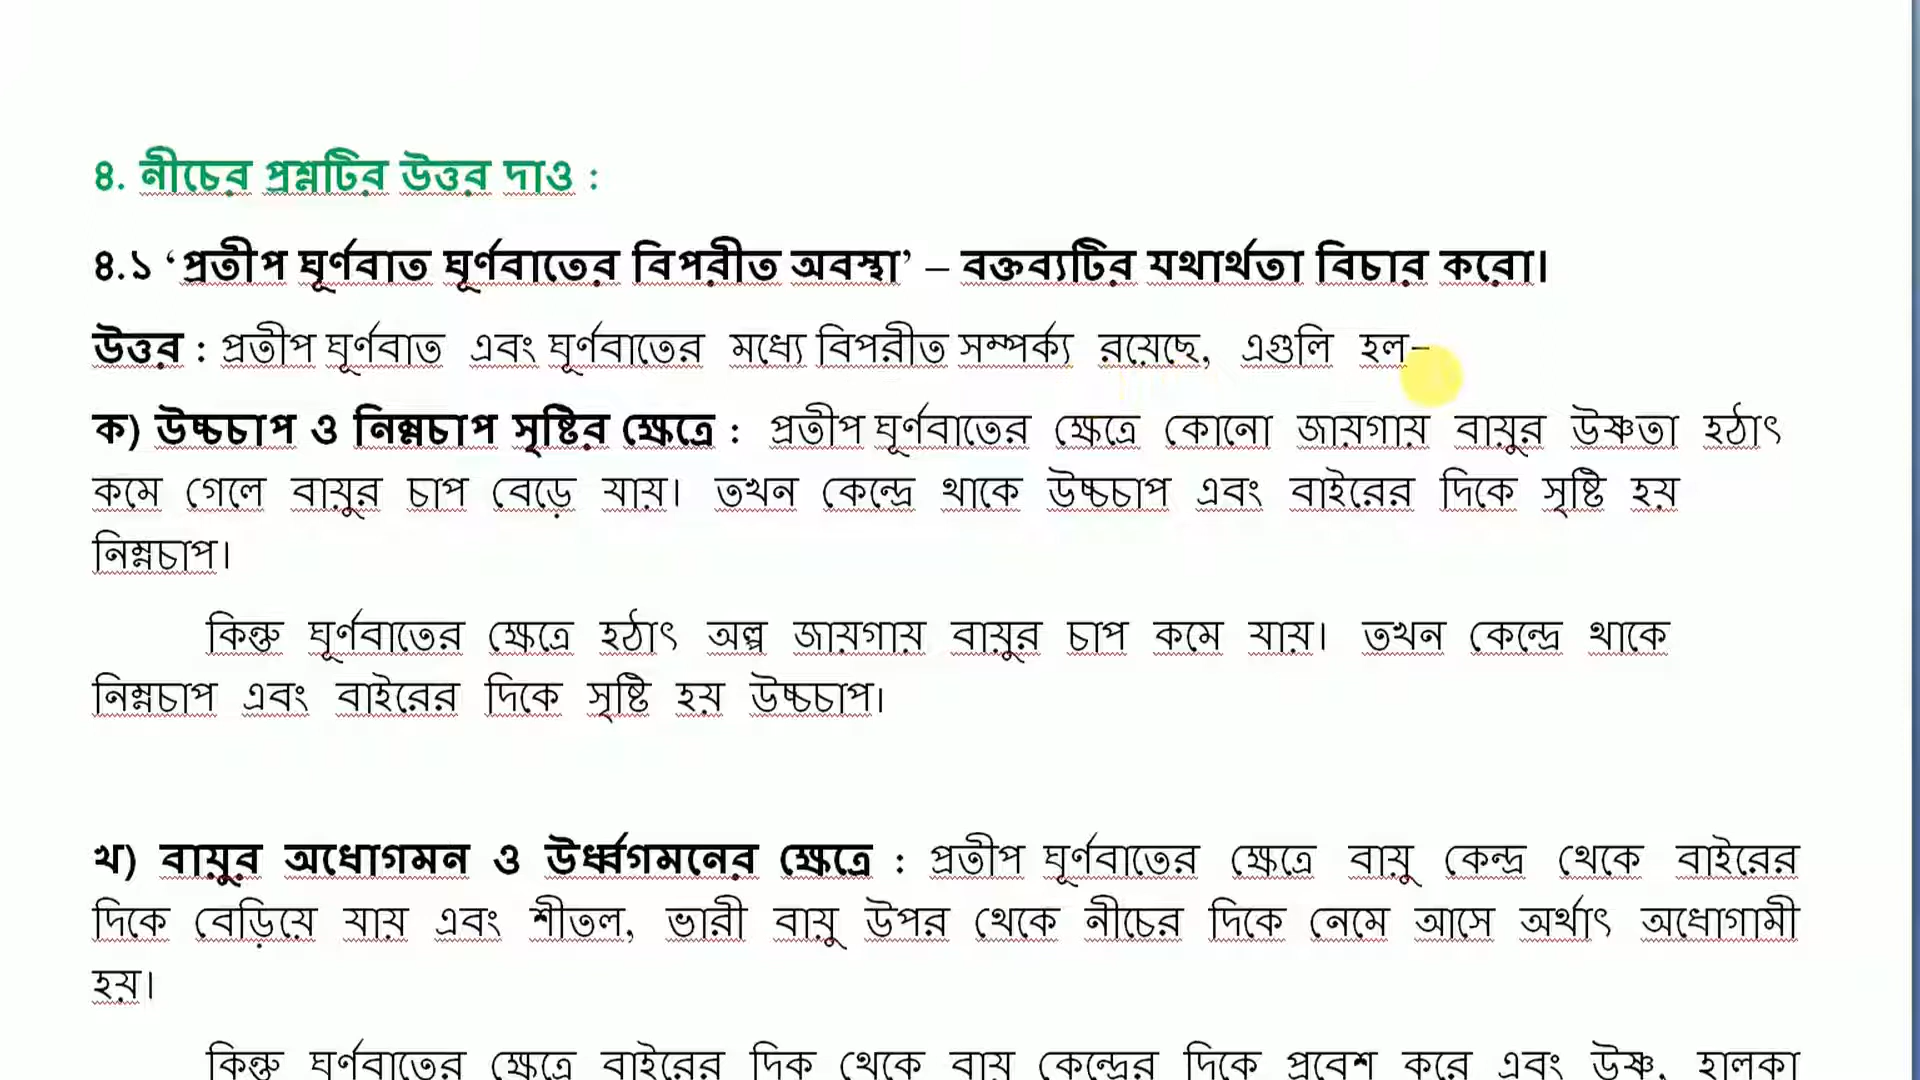 ৪. নীচের প্রশ্নটির উত্তর দাও :
৪.১ ‘প্রতীপ ঘূর্ণবাত ঘূর্ণবাতের বিপরীত অবস্থা’ – বক্তব্যটির যথার্থতা বিচার করো।
উত্তর : প্রতীপ ঘূর্ণবাত এবং ঘূর্ণবাতের মধ্যে বিপরীত সম্পর্ক্য রয়েছে, এগুলি হল–
ক) উচ্চচাপ ও নিম্নচাপ সৃষ্টির ক্ষেত্রে : প্রতীপ ঘূর্ণবাতের ক্ষেত্রে কোনো জায়গায় বায়ুর উষ্ণতা হঠাৎ
কমে গেলে বায়ুর চাপ বেড়ে যায়। তখন কেন্দ্রে থাকে উচ্চচাপ এবং বাইরের দিকে সৃষ্টি হয়
নিম্নচাপ।
কিন্তু ঘূর্ণবাতের ক্ষেত্রে হঠাৎ অল্প জায়গায় বায়ুর চাপ কমে যায়। তখন কেন্দ্রে থাকে
নিম্নচাপ এবং বাইরের দিকে সৃষ্টি হয় উচ্চচাপ।
খ) বায়ুর অধোগমন ও উর্ধ্বগমনের ক্ষেত্রে : প্রতীপ ঘূর্ণবাতের ক্ষেত্রে বায়ু কেন্দ্র থেকে বাইরের
দিকে বেড়িয়ে যায় এবং শীতল, ভারী বায়ু উপর থেকে নীচের দিকে নেমে আসে অর্থাৎ অধোগামী
হয়।
কিন্তু ঘূর্ণবাতের ক্ষেত্রে বাইরের দিক থেকে বায়ু কেন্দ্রের দিকে প্রবেশ করে এবং উষ্ণ, হালকা